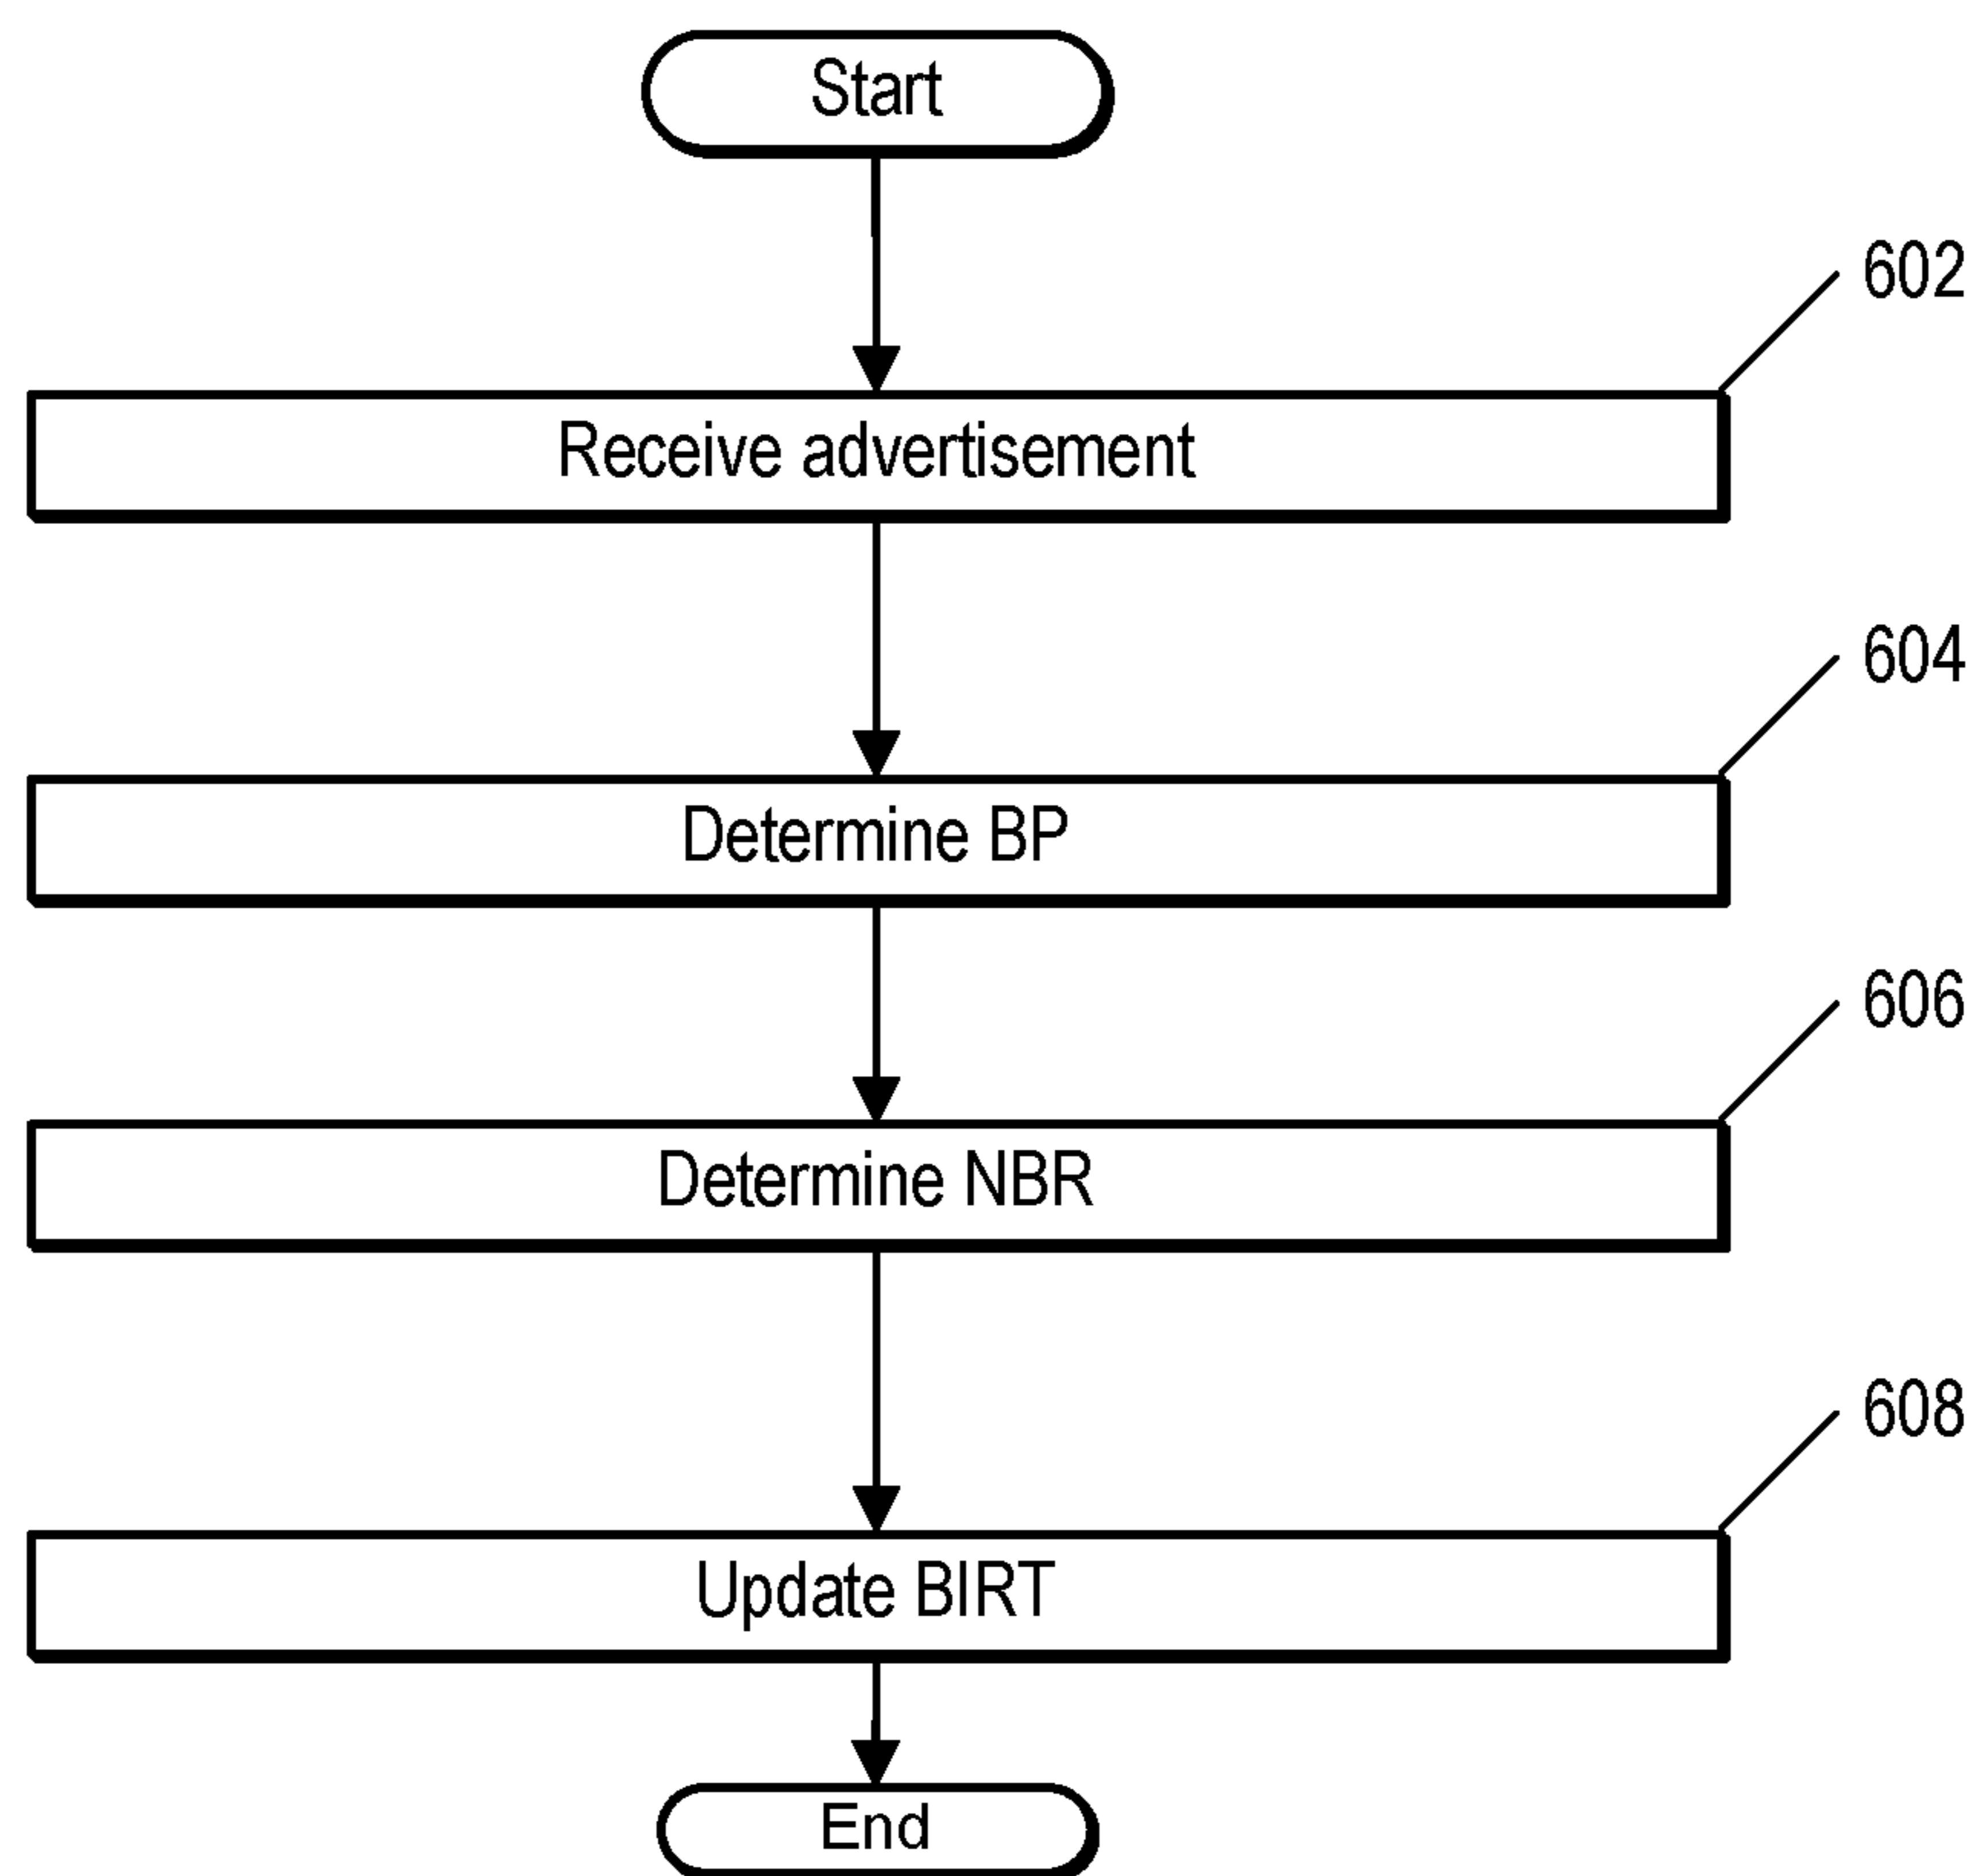 Start
602
Receive advertisement
604
Determine BP
606
Determine NBR
608
Update BIRT
End